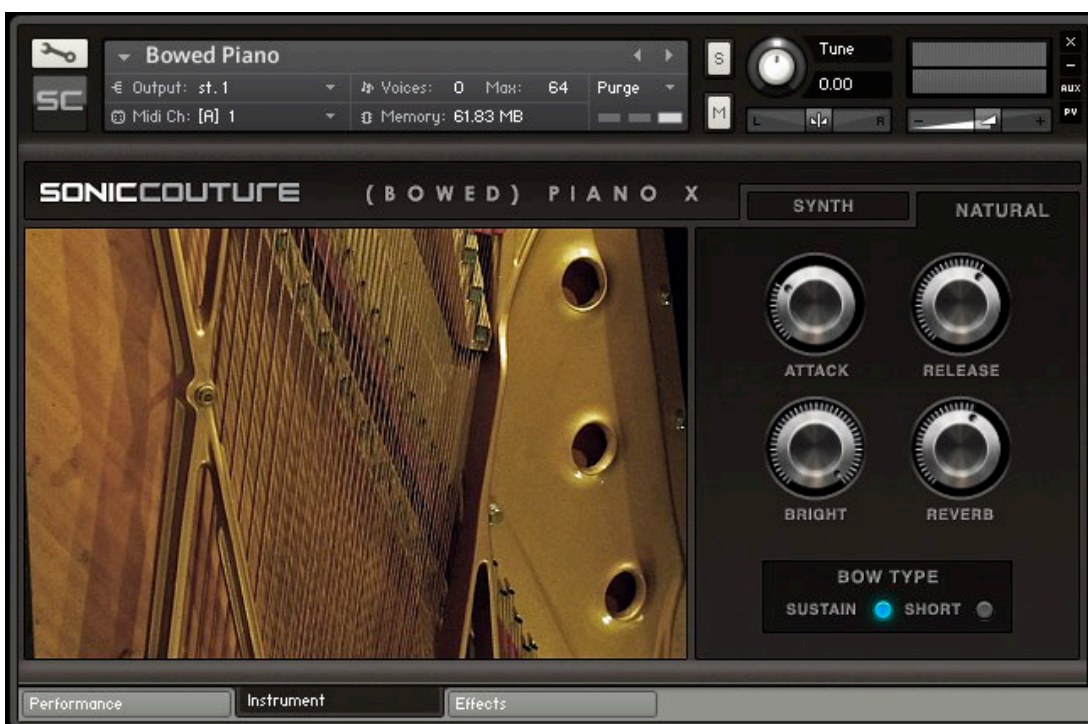 Bowed Piano
S
Tune
×
–
SC
Output: st. 1
Voices: 0 Max: 64
Purge
0.00
AUX
Midi Ch: [A] 1
Memory: 61.83 MB
M
L R
– +
PV
SONICCOUTURE
(BOWED) PIANO X
SYNTH
NATURAL
ATTACK
RELEASE
BRIGHT
REVERB
BOW TYPE
SUSTAIN SHORT
Performance
Instrument
Effects